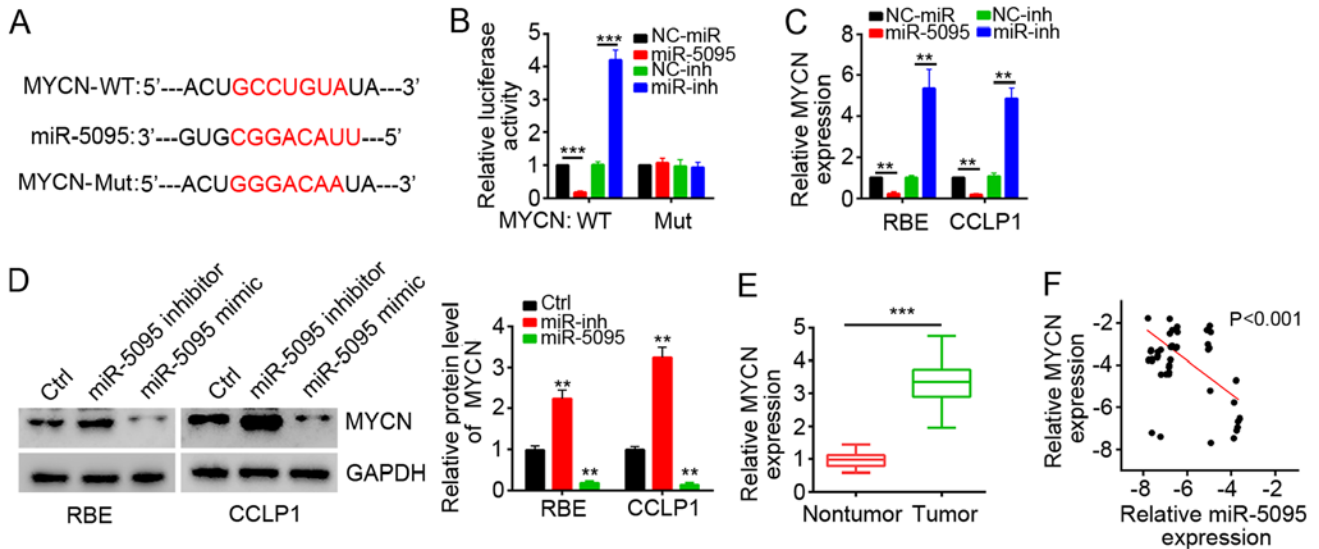 A
MYCN-WT:5’---ACUGCCUGUAUA---3’
miR-5095:3’---GUGCGGACAUU---5’
MYCN-Mut:5’---ACUGGGACAAUA---3’
B
Relative luciferase
activity
5
4
3
2
1
0
***
***
NC-miR
miR-5095
NC-inh
miR-inh
MYCN: WT
Mut
C
Relative MYCN
expression
8
6
4
2
0
NC-miR
miR-5095
NC-inh
miR-inh
**
**
**
**
RBE
CCLP1
D
Ctrl
miR-5095 inhibitor
miR-5095 mimic
Ctrl
miR-5095 inhibitor
miR-5095 mimic
MYCN
GAPDH
RBE
CCLP1
Relative protein level
of MYCN
4
3
2
1
0
Ctrl
miR-inh
miR-5095
**
**
**
**
RBE
CCLP1
E
Relative MYCN
expression
5
4
3
2
1
0
***
Nontumor
Tumor
F
Relative MYCN
expression
-2
-4
-6
-8
P<0.001
-8
-6
-4
-2
Relative miR-5095
expression